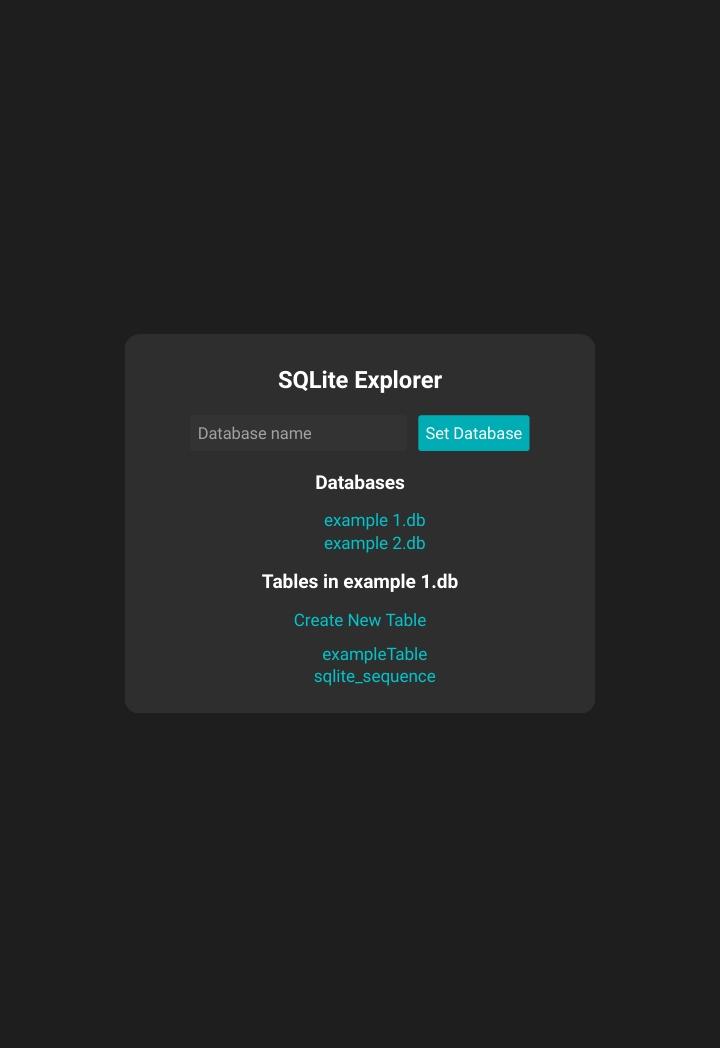 SQLite Explorer
Database name
Set Database
Databases
example 1.db
example 2.db
Tables in example 1.db
Create New Table
exampleTable
sqlite_sequence